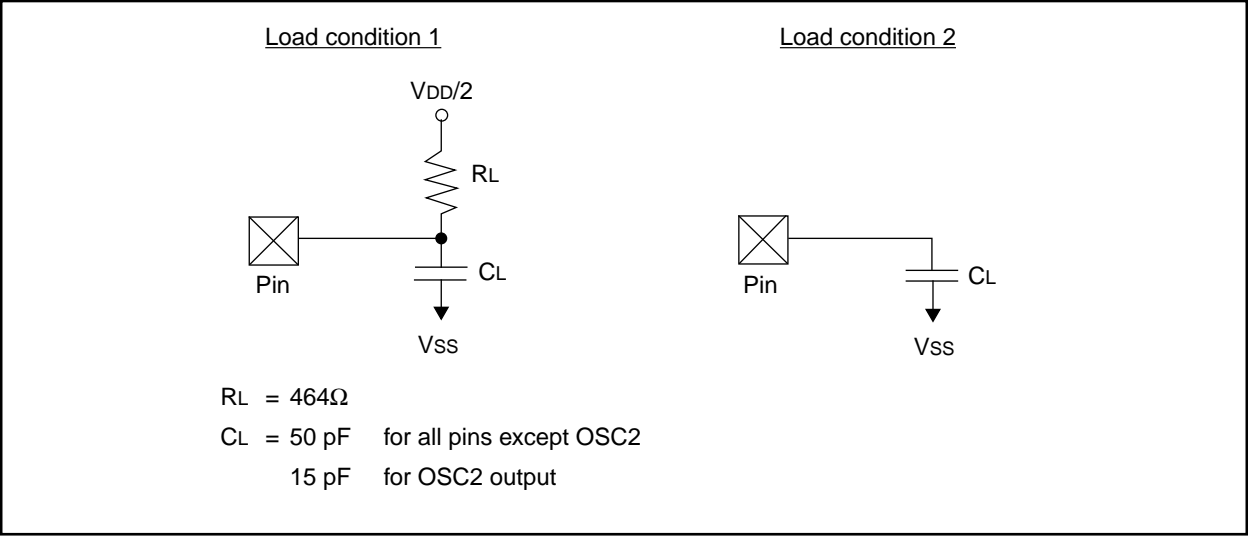 Load condition 1
VDD/2
RL
Pin
CL
VSS
Load condition 2
Pin
CL
VSS
RL = 464Ω
CL = 50 pF for all pins except OSC2
15 pF for OSC2 output